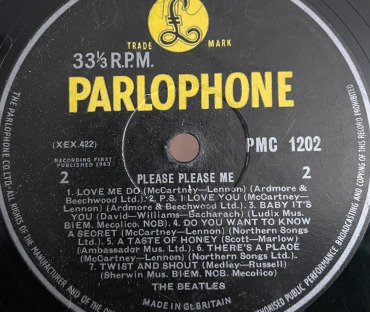 £
TRADE MARK
33⅓ R.P.M.
PARLOPHONE
(XEX.422)
PMC 1202
RECORDING FIRST
PUBLISHED 1963
2
2
PLEASE PLEASE ME
1. LOVE ME DO (McCartney—Lennon) (Ardmore &
Beechwood Ltd.). 2. P.S. I LOVE YOU (McCartney—
Lennon) (Ardmore & Beechwood Ltd.). 3. BABY IT'S
YOU (David—Williams—Bacharach) (Ludix Mus.
BIEM. Mecolico, NCB). 4. DO YOU WANT TO KNOW
A SECRET (McCartney—Lennon) (Northern Songs
Ltd.). 5. A TASTE OF HONEY (Scott—Marlow)
(Ambassador Mus. Ltd.). 6. THERE'S A PLACE
(McCartney—Lennon) (Northern Songs Ltd.).
7. TWIST AND SHOUT (Medley—Russell)
(Sherwin Mus. BIEM. NCB. Mecolico)
THE BEATLES
MADE IN Gt. BRITAIN
THE PARLOPHONE CO. LTD. ALL RIGHTS OF THE MANUFACTURER AND OF THE
UNAUTHORISED PUBLIC PERFORMANCE BROADCASTING AND COPYING OF THIS RECORD PROHIBITED